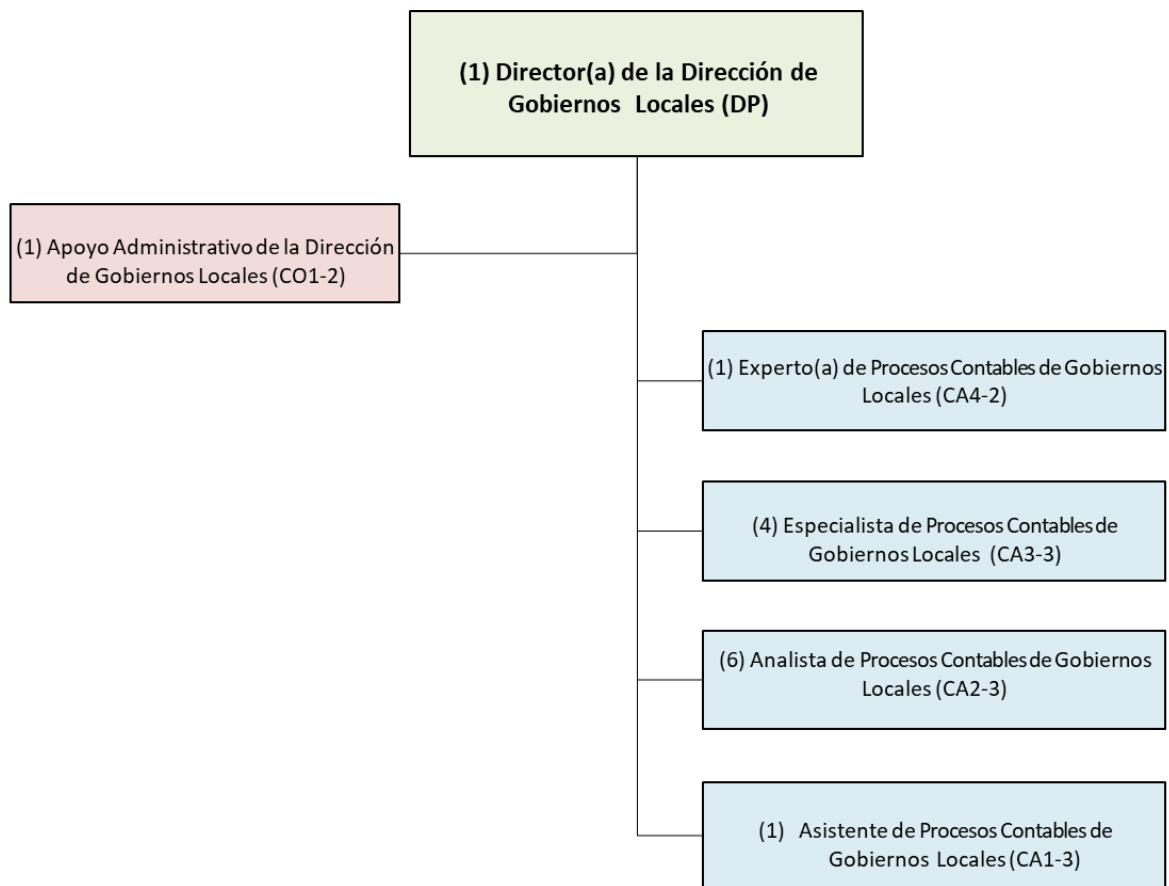 (1) Director(a) de la Dirección de
Gobiernos Locales (DP)
(1) Apoyo Administrativo de la Dirección
de Gobiernos Locales (CO1-2)
(1) Experto(a) de Procesos Contables de Gobiernos
Locales (CA4-2)
(4) Especialista de Procesos Contables de
Gobiernos Locales (CA3-3)
(6) Analista de Procesos Contables de Gobiernos
Locales (CA2-3)
(1) Asistente de Procesos Contables de
Gobiernos Locales (CA1-3)